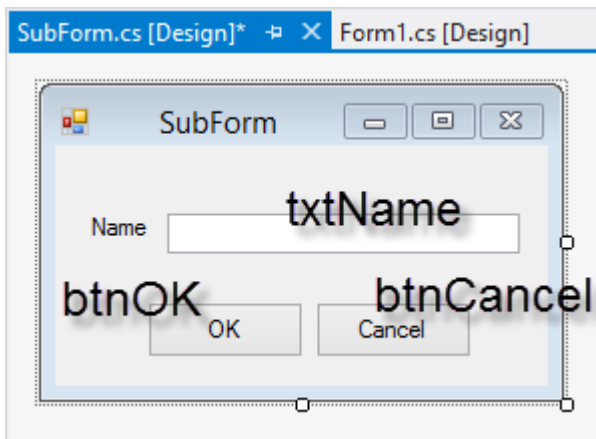 SubForm.cs [Design]* Form1.cs [Design]
SubForm
txtName
Name
btnOK btnCancel
OK Cancel